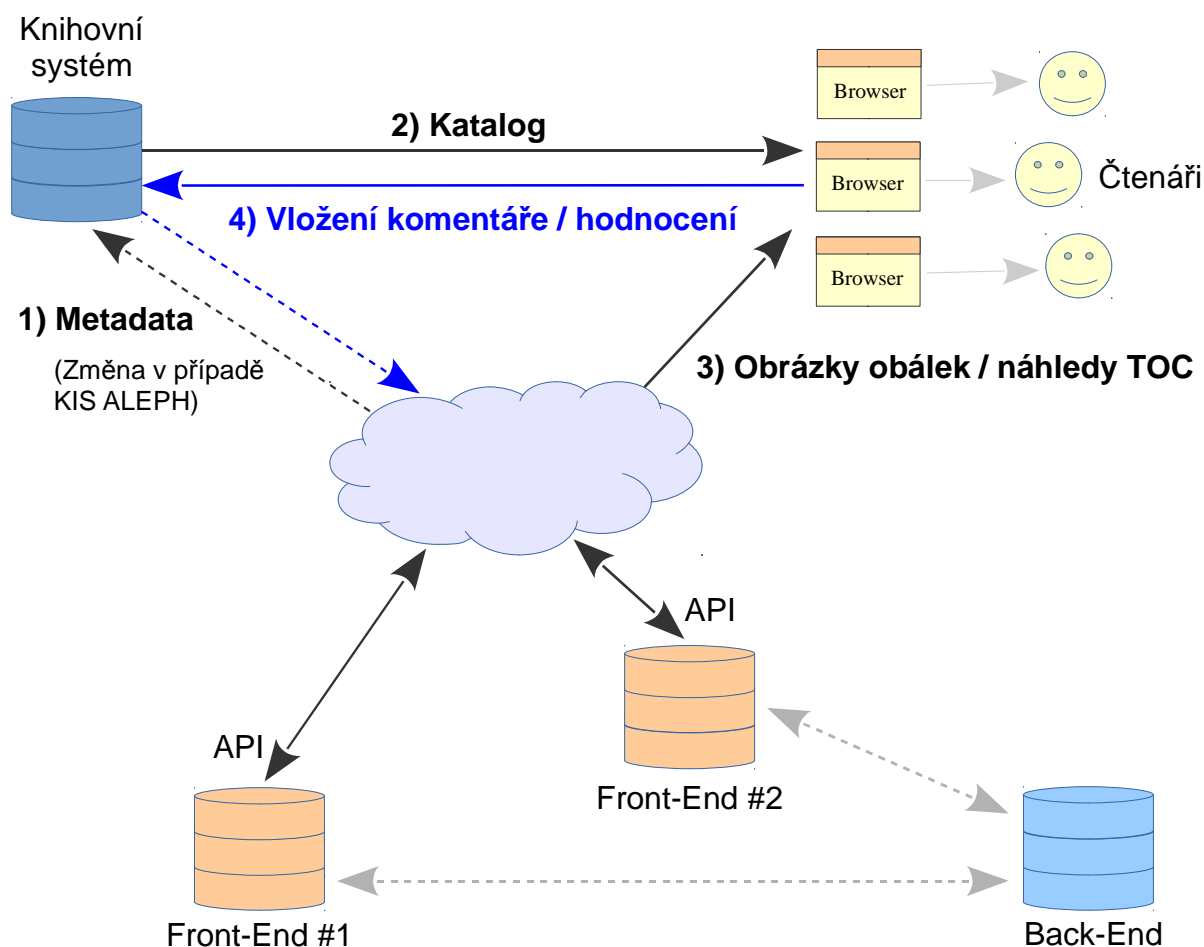 Knihovní
systém
2) Katalog
4) Vložení komentáře / hodnocení
Browser
Browser
Čtenáři
Browser
1) Metadata
(Změna v případě
KIS ALEPH)
3) Obrázky obálek / náhledy TOC
API
Front-End #2
API
Front-End #1
Back-End